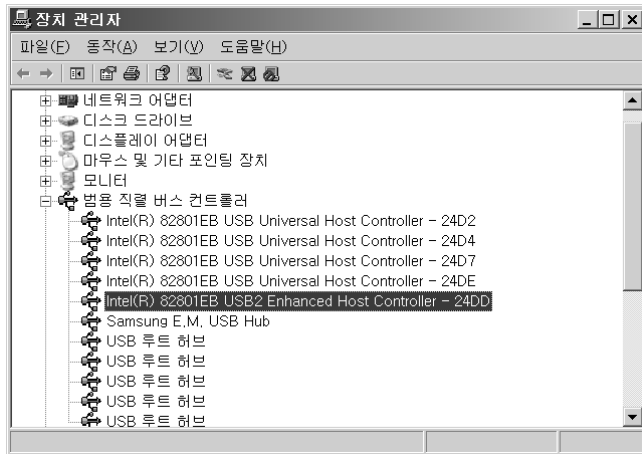 장치 관리자
파일(F) 동작(A) 보기(V) 도움말(H)
네트워크 어댑터
디스크 드라이브
디스플레이 어댑터
마우스 및 기타 포인팅 장치
모니터
범용 직렬 버스 컨트롤러
Intel(R) 82801EB USB Universal Host Controller - 24D2
Intel(R) 82801EB USB Universal Host Controller - 24D4
Intel(R) 82801EB USB Universal Host Controller - 24D7
Intel(R) 82801EB USB Universal Host Controller - 24DE
Intel(R) 82801EB USB2 Enhanced Host Controller - 24DD
Samsung E.M. USB Hub
USB 루트 허브
USB 루트 허브
USB 루트 허브
USB 루트 허브
USB 루트 허브